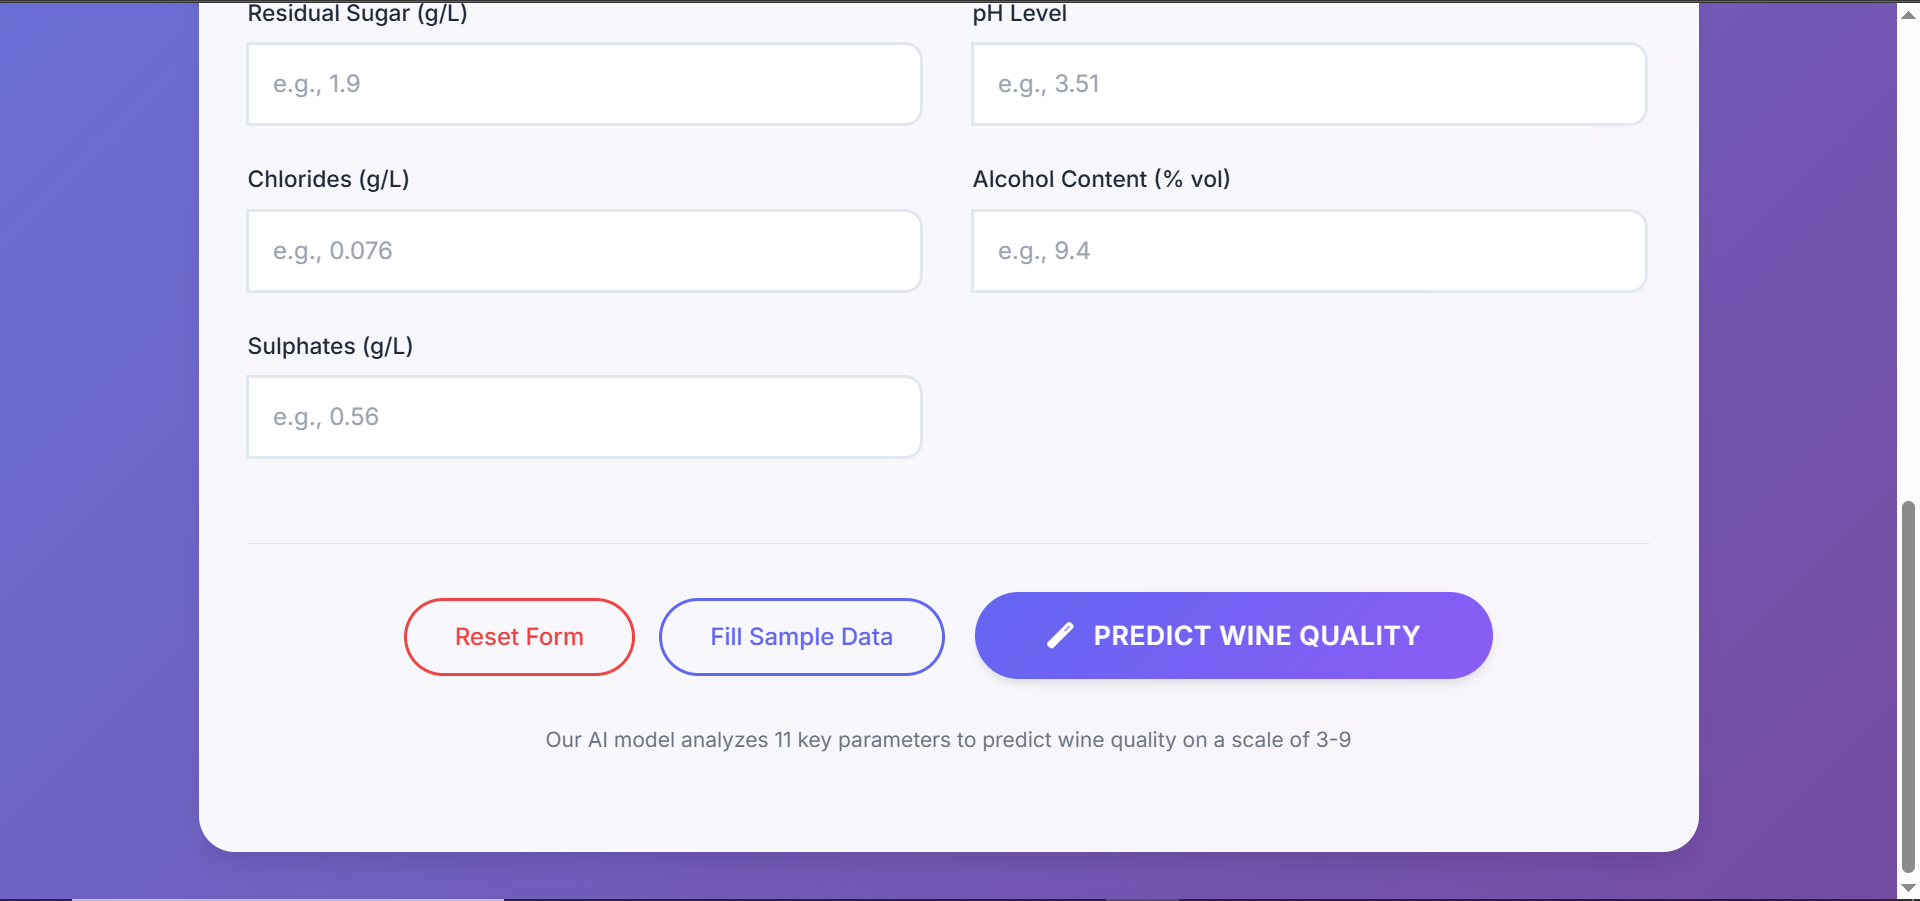 Residual Sugar (g/L)
pH Level
e.g., 1.9
e.g., 3.51
Chlorides (g/L)
Alcohol Content (% vol)
e.g., 0.076
e.g., 9.4
Sulphates (g/L)
e.g., 0.56
Reset Form
Fill Sample Data
PREDICT WINE QUALITY
Our AI model analyzes 11 key parameters to predict wine quality on a scale of 3-9